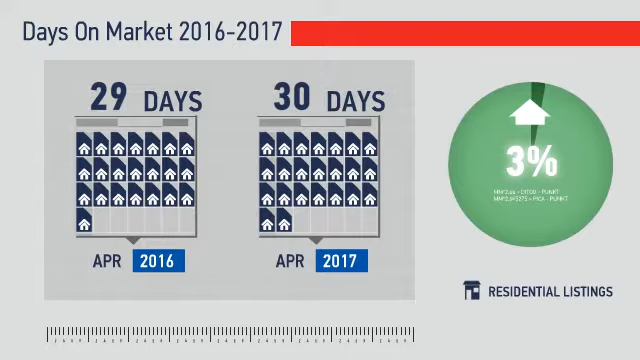 Days On Market 2016-2017
29 DAYS
30 DAYS
3%
APR 2016
APR 2017
RESIDENTIAL LISTINGS